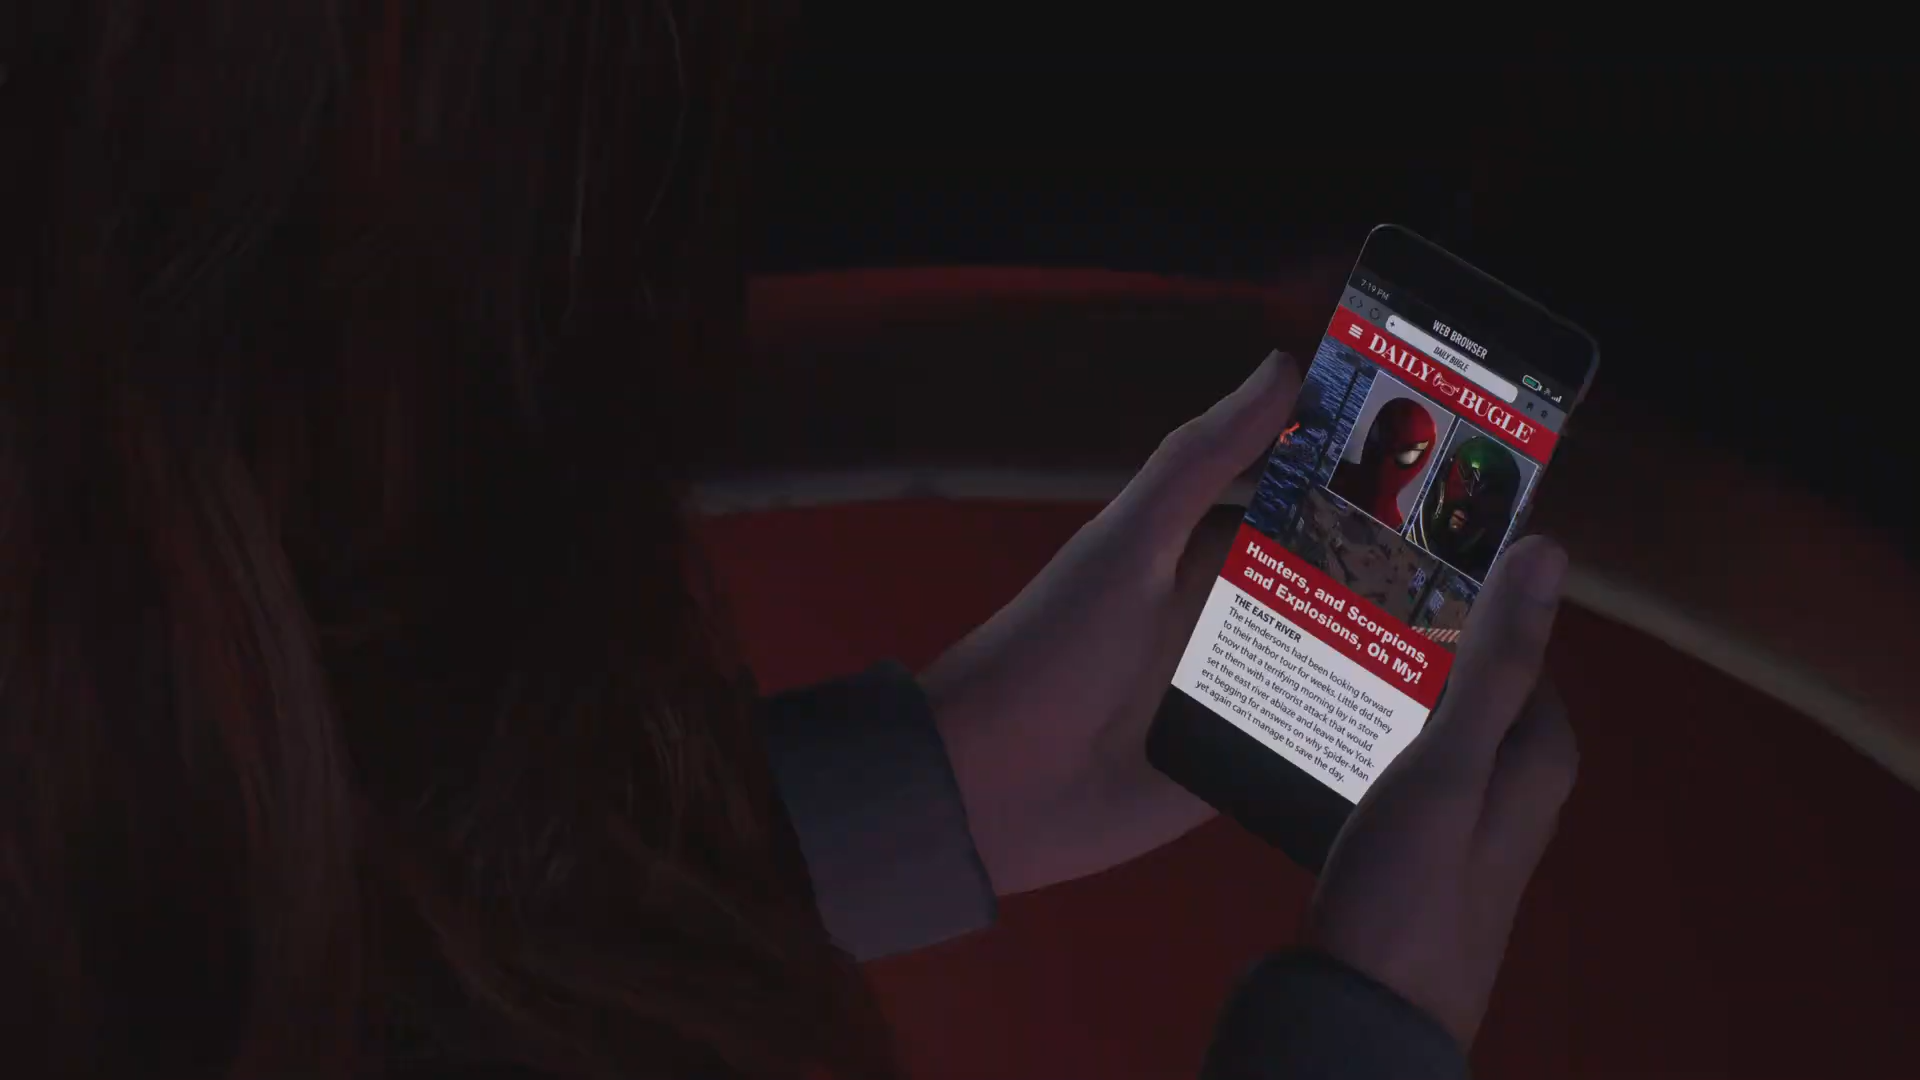 7:19 PM
WEB BROWSER
DAILY BUGLE
DAILY BUGLE
Hunters, and Scorpions,
and Explosions, Oh My!
THE EAST RIVER
The Hendersons had been looking forward
to their harbor tour for weeks. Little did they
know that a terrifying morning lay in store
for them with a terrorist attack that would
set the east river ablaze and leave New York-
ers begging for answers on why Spider-Man
yet again can't manage to save the day.